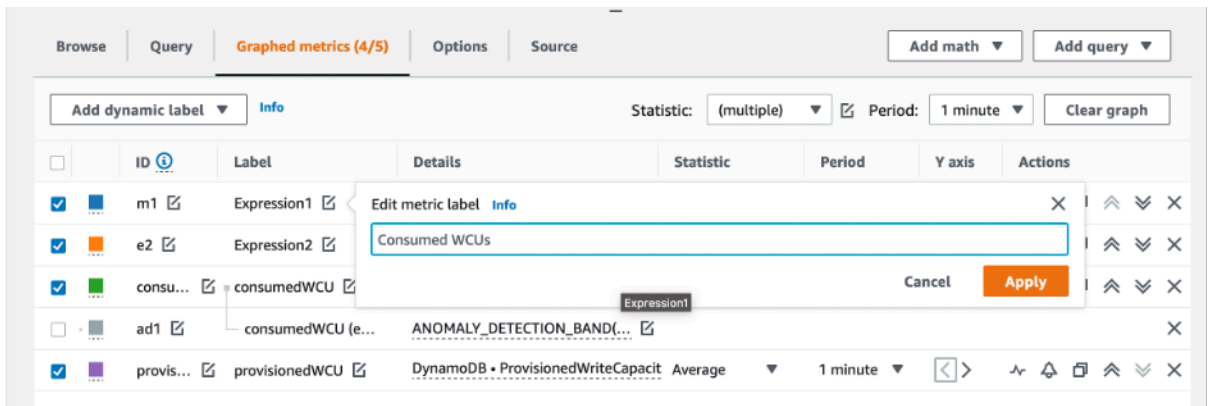 Browse Query Graphed metrics (4/5) Options Source Add math Add query
Add dynamic label Info Statistic: (multiple) Period: 1 minute Clear graph
ID Label Details Statistic Period Y axis Actions
m1 Expression1 Edit metric label Info
Consumed WCUs
e2 Expression2
Cancel Apply
consu... consumedWCU
Expression1
ad1 consumedWCU (e... ANOMALY_DETECTION_BAND(...
provis... provisionedWCU DynamoDB • ProvisionedWriteCapacit Average 1 minute